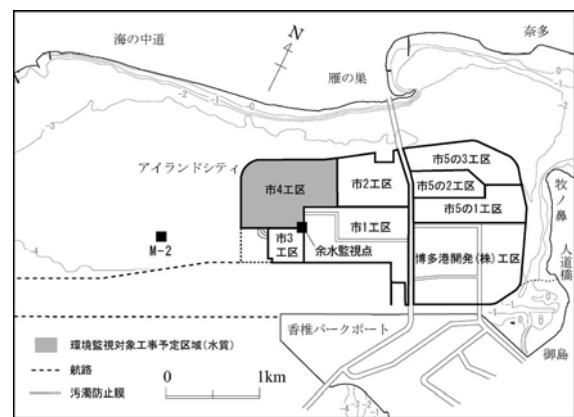 海の中道
N
奈多
雁の巣
-2
-1
-0
-3
アイランドシティ
市5の3工区
市4工区
市2工区
市5の2工区
牧ノ鼻
市5の1工区
市3
工区
市1工区
M-2
余水監視点
博多港開発(株)工区
人道橋
-4
香椎パークポート
御島
環境監視対象工事予定区域(水質)
航路
汚濁防止膜
0
1km